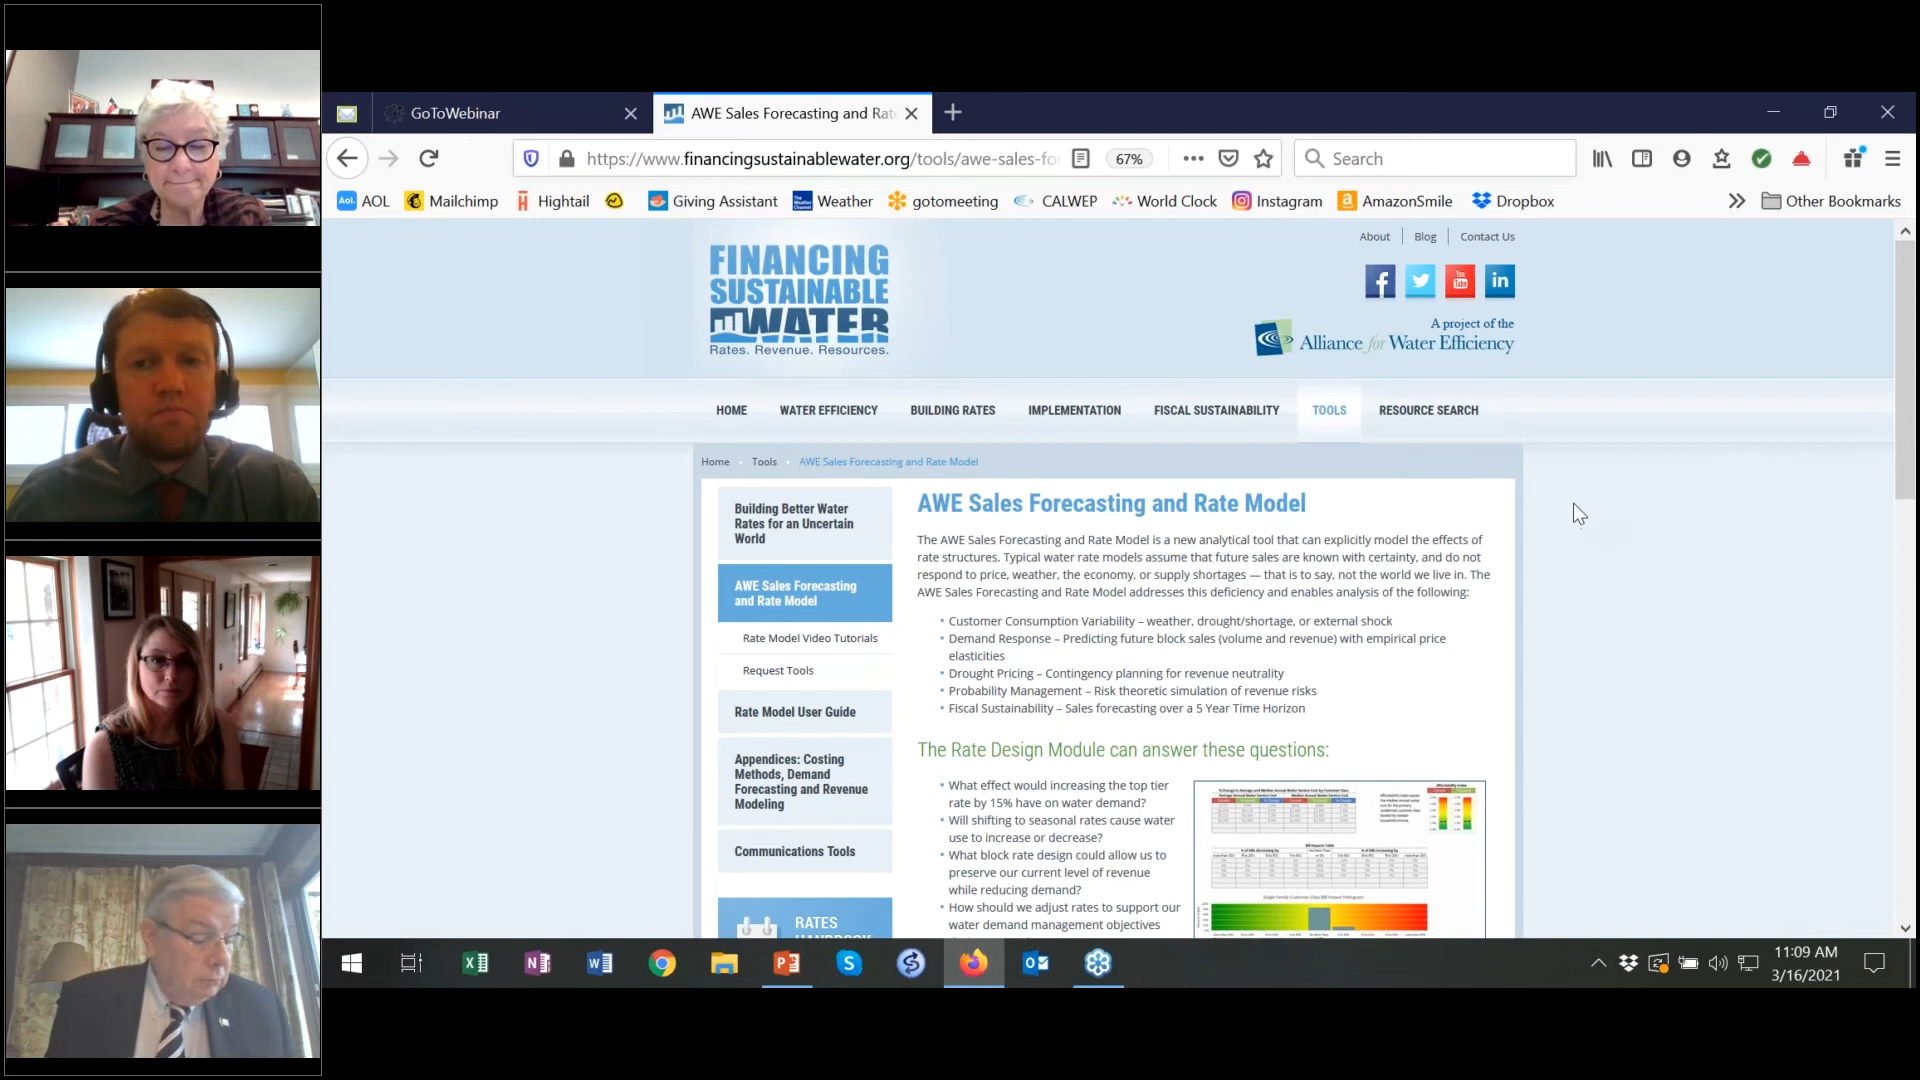 GoToWebinar
AWE Sales Forecasting and Rat
https://www.financingsustainablewater.org/tools/awe-sales-fo
67%
Search
Aol.
AOL
Mailchimp
Hightail
Giving Assistant
Weather
gotomeeting
CALWEP
World Clock
Instagram
AmazonSmile
Dropbox
Other Bookmarks
FINANCING
SUSTAINABLE
WATER
Rates. Revenue. Resources.
About
Blog
Contact Us
You
Tube
in
A project of the
Alliance for Water Efficiency
HOME
WATER EFFICIENCY
BUILDING RATES
IMPLEMENTATION
FISCAL SUSTAINABILITY
TOOLS
RESOURCE SEARCH
Home
Tools
AWE Sales Forecasting and Rate Model
Building Better Water
Rates for an Uncertain
World
AWE Sales Forecasting
and Rate Model
Rate Model Video Tutorials
Request Tools
Rate Model User Guide
Appendices: Costing
Methods, Demand
Forecasting and Revenue
Modeling
Communications Tools
RATES
AWE Sales Forecasting and Rate Model
The AWE Sales Forecasting and Rate Model is a new analytical tool that can explicitly model the effects of
rate structures. Typical water rate models assume that future sales are known with certainty, and do not
respond to price, weather, the economy, or supply shortages — that is to say, not the world we live in. The
AWE Sales Forecasting and Rate Model addresses this deficiency and enables analysis of the following:
• Customer Consumption Variability – weather, drought/shortage, or external shock
• Demand Response – Predicting future block sales (volume and revenue) with empirical price
elasticities
• Drought Pricing – Contingency planning for revenue neutrality
• Probability Management – Risk theoretic simulation of revenue risks
• Fiscal Sustainability – Sales forecasting over a 5 Year Time Horizon
The Rate Design Module can answer these questions:
• What effect would increasing the top tier
rate by 15% have on water demand?
• Will shifting to seasonal rates cause water
use to increase or decrease?
• What block rate design could allow us to
preserve our current level of revenue
while reducing demand?
• How should we adjust rates to support our
water demand management objectives
Bill Impacts Table
Single Family Customer Class Bill Impact Histogram
11:09 AM
3/16/2021